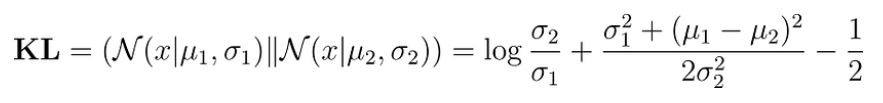 KL = (𝒩(x|μ₁, σ₁)‖𝒩(x|μ₂, σ₂)) = log σ₂/σ₁ + (σ₁² + (μ₁ − μ₂)²)/(2σ₂²) − 1/2